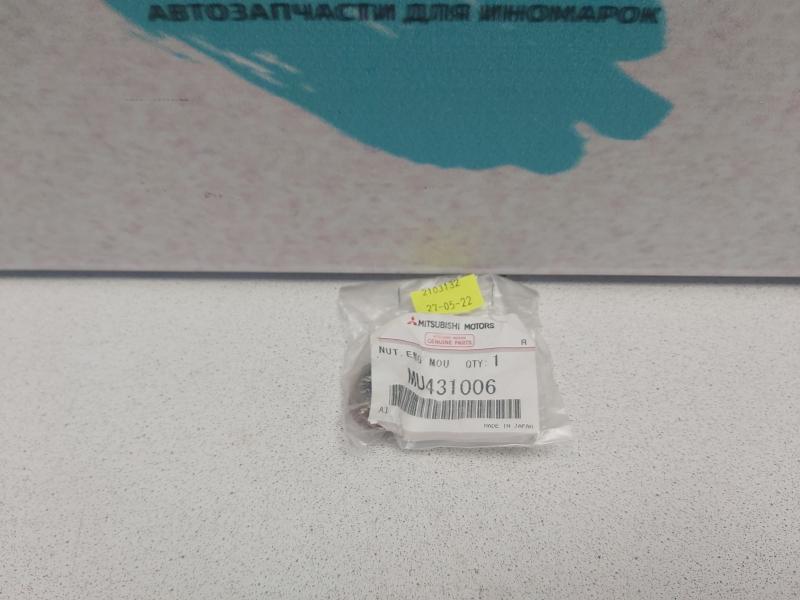 АВТОЗАПЧАСТИ ДЛЯ ИНОМАРОК
2103132
27-05-22
MITSUBISHI MOTORS
GENUINE PARTS
R
NUT, ENG MOU QTY: 1
MU431006
A1
MADE IN JAPAN